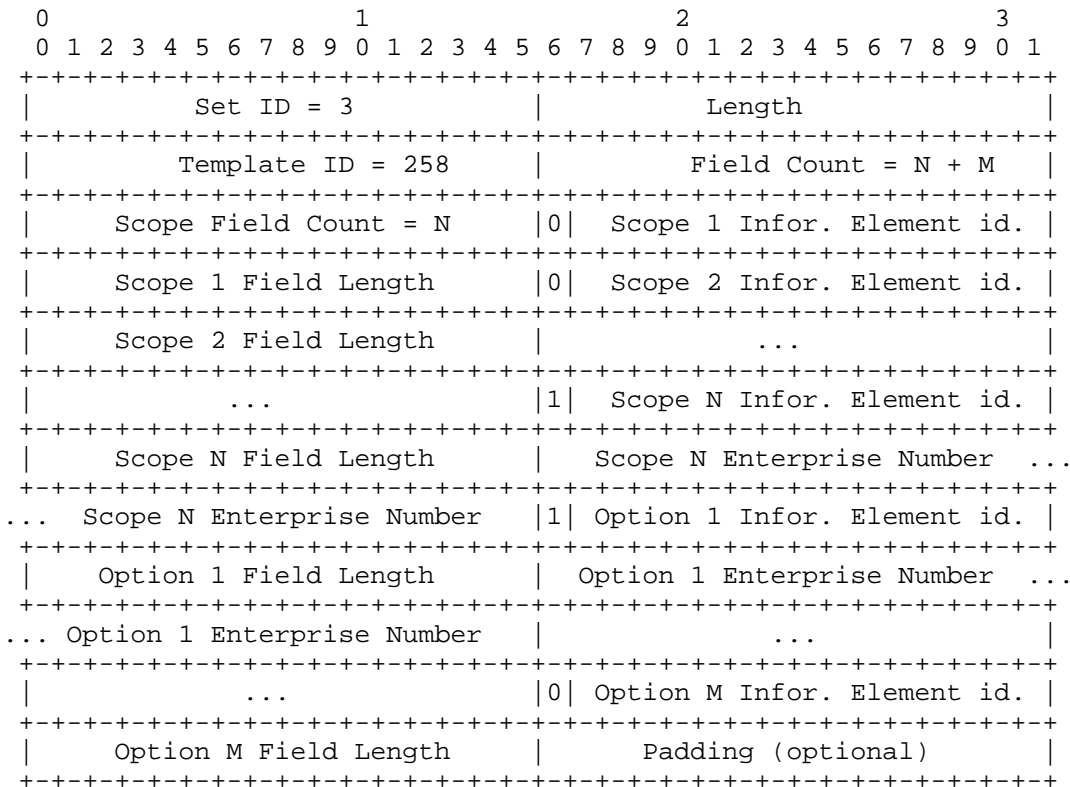 0                   1                   2                   3
 0 1 2 3 4 5 6 7 8 9 0 1 2 3 4 5 6 7 8 9 0 1 2 3 4 5 6 7 8 9 0 1
+-+-+-+-+-+-+-+-+-+-+-+-+-+-+-+-+-+-+-+-+-+-+-+-+-+-+-+-+-+-+-+-+
|          Set ID = 3           |          Length               |
+-+-+-+-+-+-+-+-+-+-+-+-+-+-+-+-+-+-+-+-+-+-+-+-+-+-+-+-+-+-+-+-+
|         Template ID = 258     |         Field Count = N + M   |
+-+-+-+-+-+-+-+-+-+-+-+-+-+-+-+-+-+-+-+-+-+-+-+-+-+-+-+-+-+-+-+-+
|     Scope Field Count = N     |0|  Scope 1 Infor. Element id. |
+-+-+-+-+-+-+-+-+-+-+-+-+-+-+-+-+-+-+-+-+-+-+-+-+-+-+-+-+-+-+-+-+
|     Scope 1 Field Length      |0|  Scope 2 Infor. Element id. |
+-+-+-+-+-+-+-+-+-+-+-+-+-+-+-+-+-+-+-+-+-+-+-+-+-+-+-+-+-+-+-+-+
|     Scope 2 Field Length      |             ...               |
+-+-+-+-+-+-+-+-+-+-+-+-+-+-+-+-+-+-+-+-+-+-+-+-+-+-+-+-+-+-+-+-+
|            ...                |1|  Scope N Infor. Element id. |
+-+-+-+-+-+-+-+-+-+-+-+-+-+-+-+-+-+-+-+-+-+-+-+-+-+-+-+-+-+-+-+-+
|     Scope N Field Length      |   Scope N Enterprise Number  ...
+-+-+-+-+-+-+-+-+-+-+-+-+-+-+-+-+-+-+-+-+-+-+-+-+-+-+-+-+-+-+-+-+
...  Scope N Enterprise Number   |1| Option 1 Infor. Element id. |
+-+-+-+-+-+-+-+-+-+-+-+-+-+-+-+-+-+-+-+-+-+-+-+-+-+-+-+-+-+-+-+-+
|    Option 1 Field Length      |  Option 1 Enterprise Number  ...
+-+-+-+-+-+-+-+-+-+-+-+-+-+-+-+-+-+-+-+-+-+-+-+-+-+-+-+-+-+-+-+-+
... Option 1 Enterprise Number   |              ...              |
+-+-+-+-+-+-+-+-+-+-+-+-+-+-+-+-+-+-+-+-+-+-+-+-+-+-+-+-+-+-+-+-+
|             ...               |0| Option M Infor. Element id. |
+-+-+-+-+-+-+-+-+-+-+-+-+-+-+-+-+-+-+-+-+-+-+-+-+-+-+-+-+-+-+-+-+
|     Option M Field Length     |      Padding (optional)       |
+-+-+-+-+-+-+-+-+-+-+-+-+-+-+-+-+-+-+-+-+-+-+-+-+-+-+-+-+-+-+-+-+